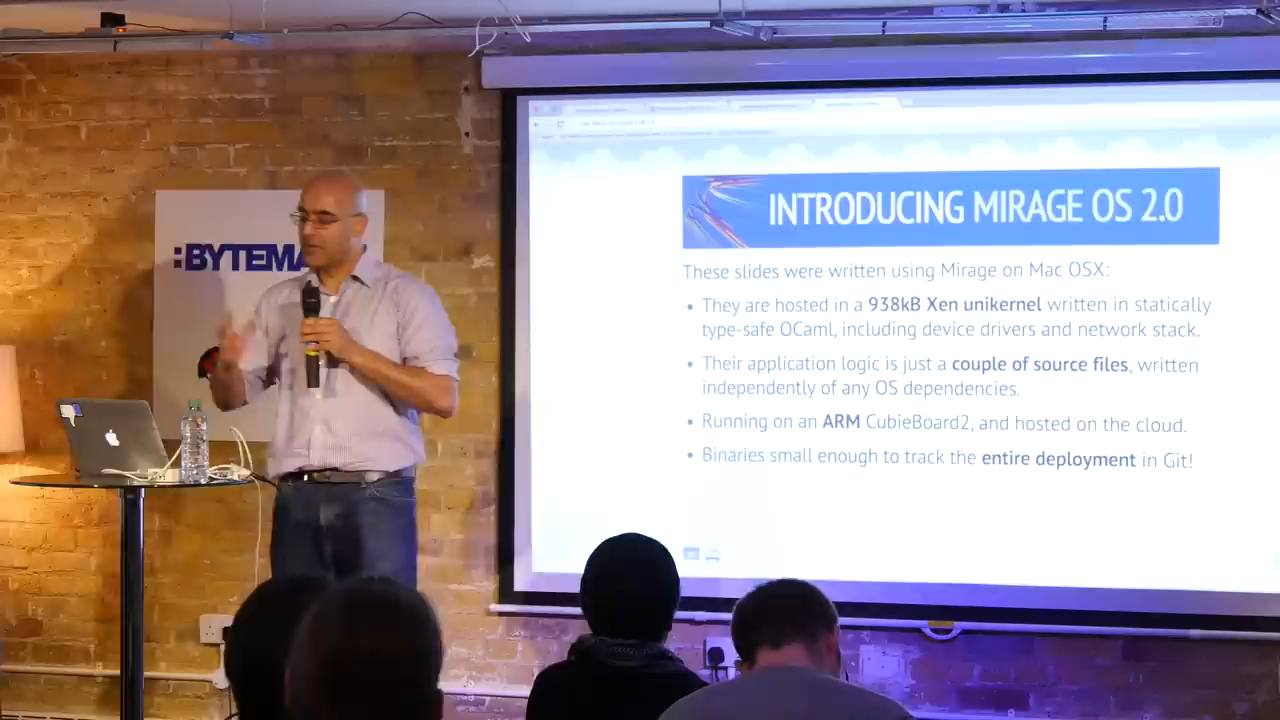 :BYTEMA
INTRODUCING MIRAGE OS 2.0
These slides were written using Mirage on Mac OSX:
• They are hosted in a 938kB Xen unikernel written in statically
type-safe OCaml, including device drivers and network stack.
• Their application logic is just a couple of source files, written
independently of any OS dependencies.
• Running on an ARM CubieBoard2, and hosted on the cloud.
• Binaries small enough to track the entire deployment in Git!